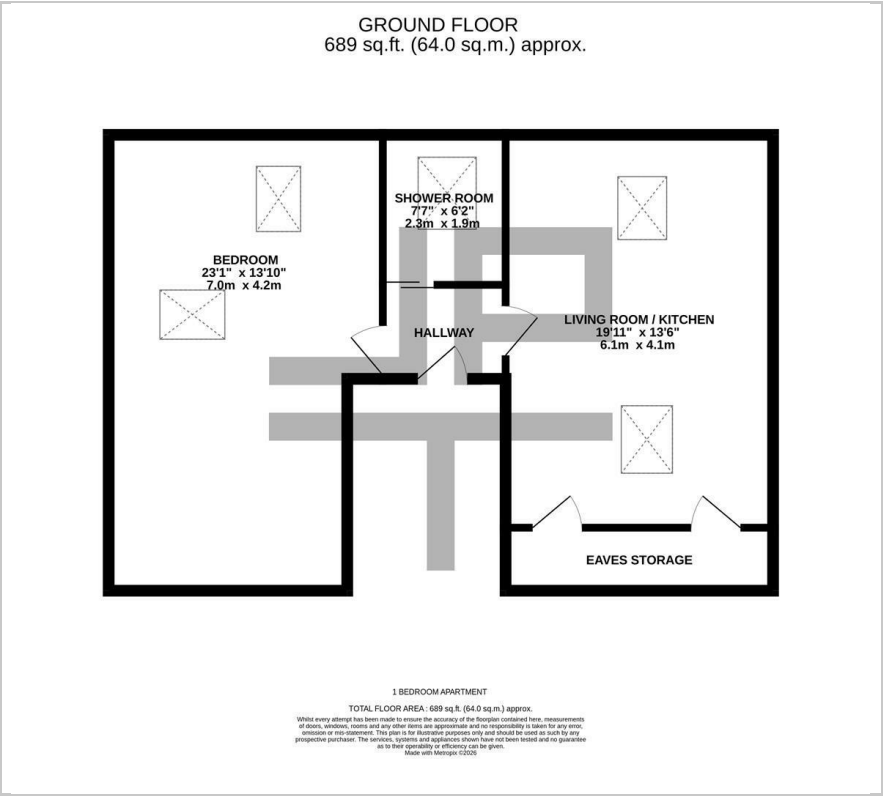 GROUND FLOOR
689 sq.ft. (64.0 sq.m.) approx.
SHOWER ROOM
7'7" x 6'2"
2.3m x 1.9m
BEDROOM
23'1" x 13'10"
7.0m x 4.2m
HALLWAY
LIVING ROOM / KITCHEN
19'11" x 13'6"
6.1m x 4.1m
EAVES STORAGE
1 BEDROOM APARTMENT
TOTAL FLOOR AREA : 689 sq.ft. (64.0 sq.m.) approx.
Whilst every attempt has been made to ensure the accuracy of the floorplan contained here, measurements
of doors, windows, rooms and any other items are approximate and no responsibility is taken for any error,
omission or mis-statement. This plan is for illustrative purposes only and should be used as such by any
prospective purchaser. The services, systems and appliances shown have not been tested and no guarantee
as to their operability or efficiency can be given.
Made with Metropix ©2026